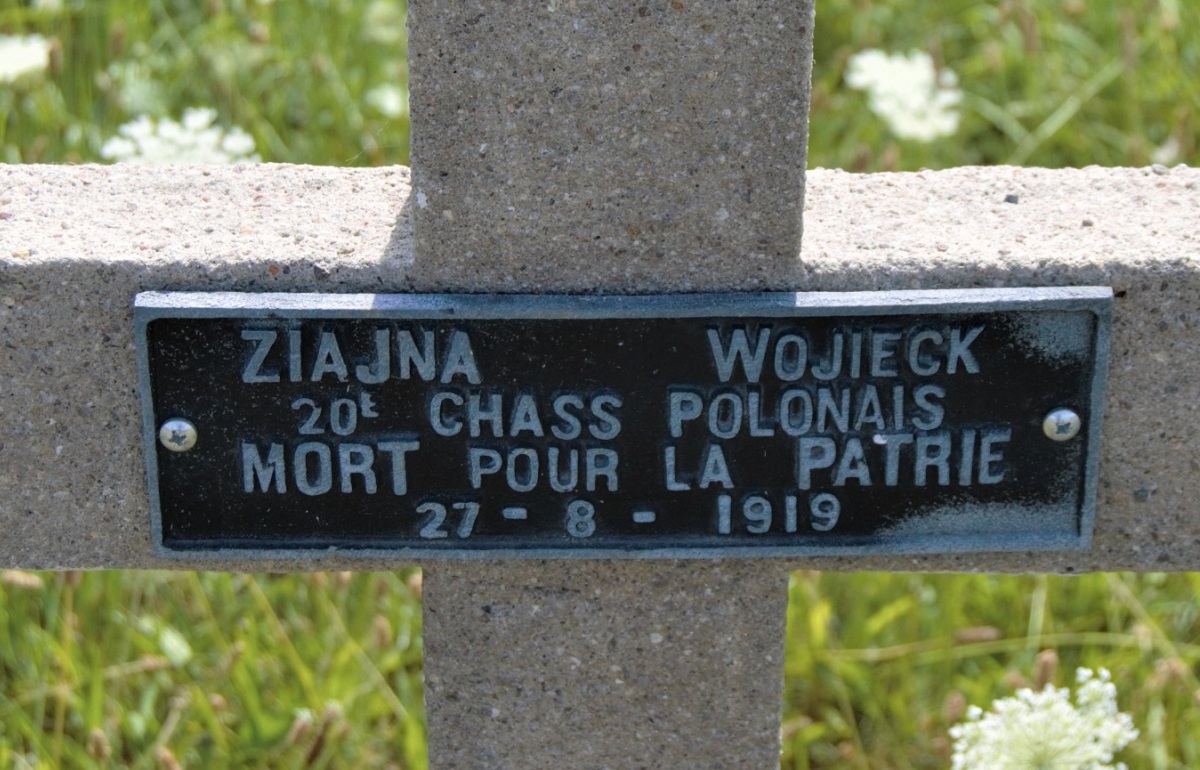 ZIAJNA WOJIECK
20E CHASS POLONAIS
MORT POUR LA PATRIE
27 - 8 - 1919